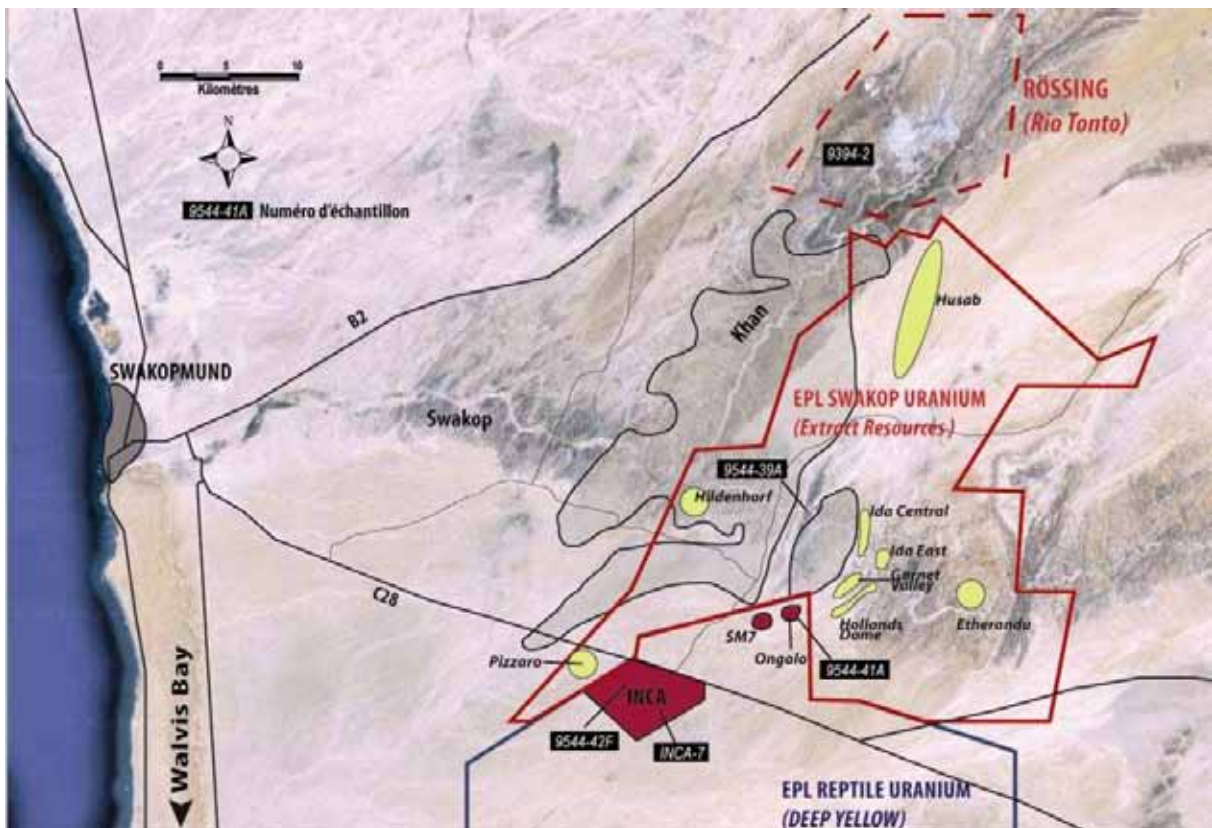 0 5 10
Kilomètres
N
9544-41A Numéro d'échantillon
RÖSSING
(Rio Tonto)
9394-2
B2
Khan
Husab
SWAKOPMUND
Swakop
EPL SWAKOP URANIUM
(Extract Resources)
9544-39A
Hildenhorf
Ida Central
Ida East
Garnet
Valley
Hollands
Dome
Etherandu
C28
SM7
Ongolo
9544-41A
Pizzaro
INCA
9544-42F
INCA-7
Walvis Bay
EPL REPTILE URANIUM
(DEEP YELLOW)